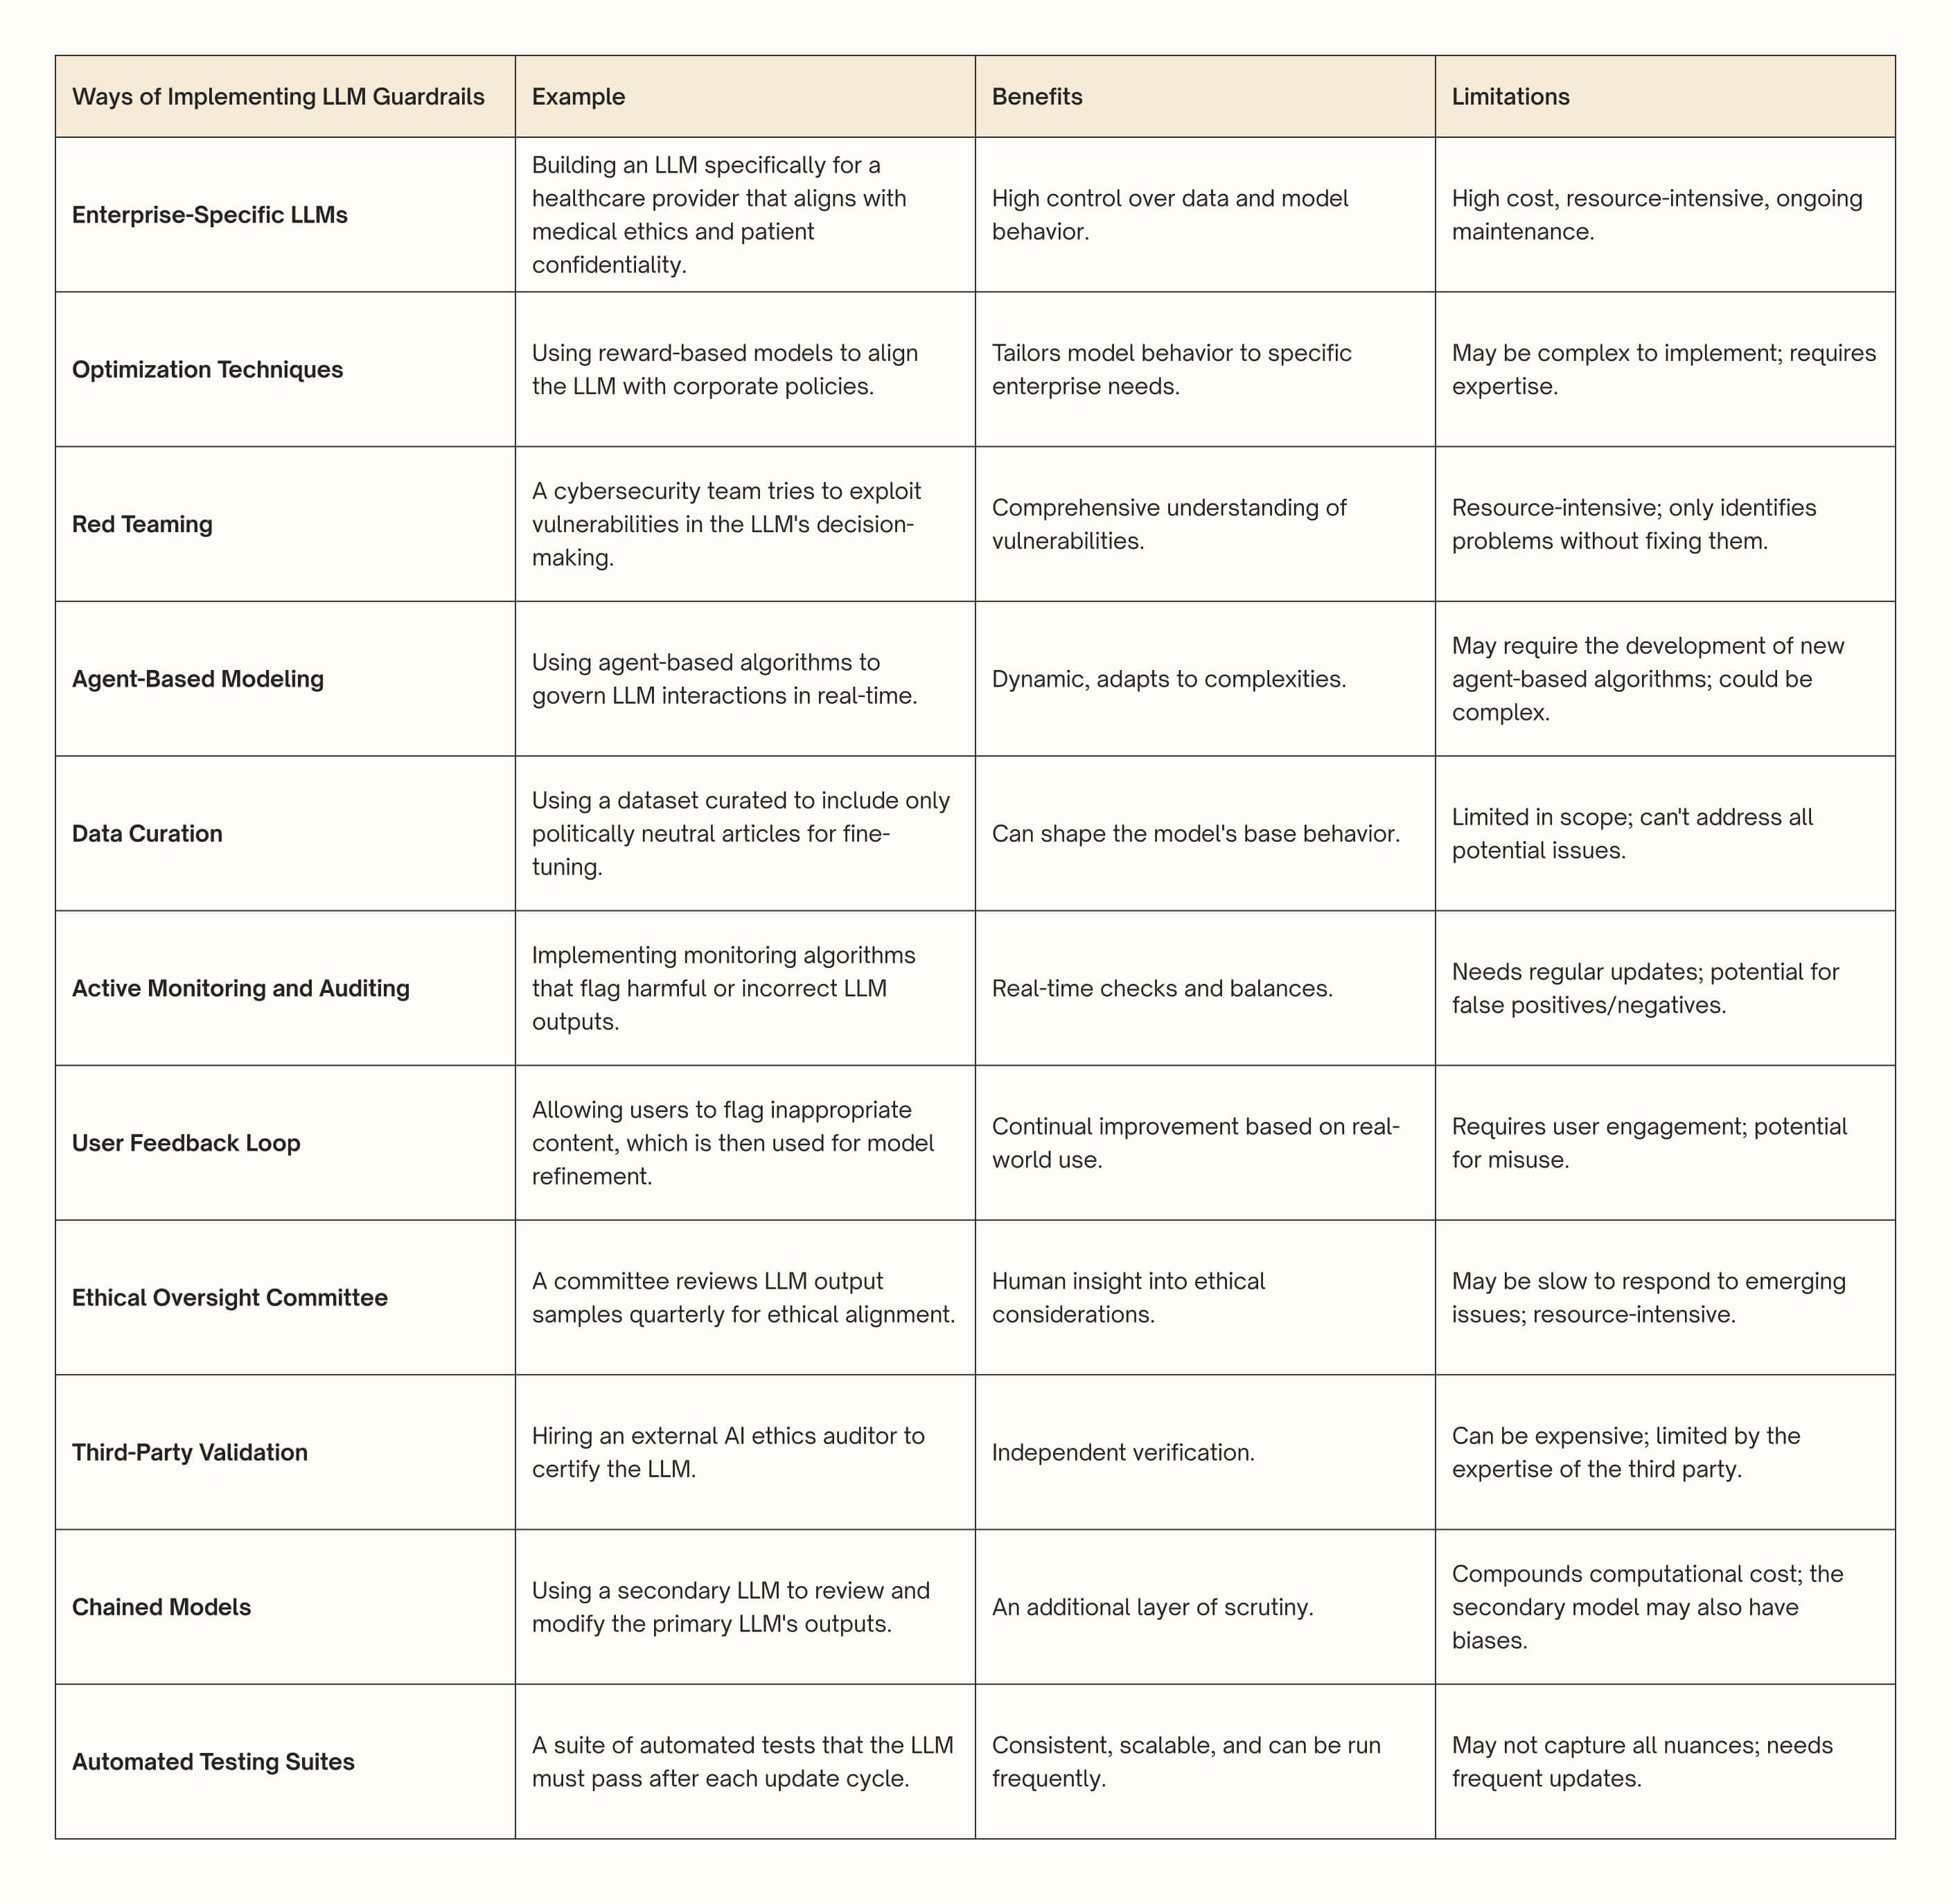 Ways of Implementing LLM Guardrails
Example
Benefits
Limitations
Enterprise-Specific LLMs
Building an LLM specifically for a
healthcare provider that aligns with
medical ethics and patient
confidentiality.
High control over data and model
behavior.
High cost, resource-intensive, ongoing
maintenance.
Optimization Techniques
Using reward-based models to align
the LLM with corporate policies.
Tailors model behavior to specific
enterprise needs.
May be complex to implement; requires
expertise.
Red Teaming
A cybersecurity team tries to exploit
vulnerabilities in the LLM's decision-
making.
Comprehensive understanding of
vulnerabilities.
Resource-intensive; only identifies
problems without fixing them.
Agent-Based Modeling
Using agent-based algorithms to
govern LLM interactions in real-time.
Dynamic, adapts to complexities.
May require the development of new
agent-based algorithms; could be
complex.
Data Curation
Using a dataset curated to include only
politically neutral articles for fine-
tuning.
Can shape the model's base behavior.
Limited in scope; can't address all
potential issues.
Active Monitoring and Auditing
Implementing monitoring algorithms
that flag harmful or incorrect LLM
outputs.
Real-time checks and balances.
Needs regular updates; potential for
false positives/negatives.
User Feedback Loop
Allowing users to flag inappropriate
content, which is then used for model
refinement.
Continual improvement based on real-
world use.
Requires user engagement; potential
for misuse.
Ethical Oversight Committee
A committee reviews LLM output
samples quarterly for ethical alignment.
Human insight into ethical
considerations.
May be slow to respond to emerging
issues; resource-intensive.
Third-Party Validation
Hiring an external AI ethics auditor to
certify the LLM.
Independent verification.
Can be expensive; limited by the
expertise of the third party.
Chained Models
Using a secondary LLM to review and
modify the primary LLM's outputs.
An additional layer of scrutiny.
Compounds computational cost; the
secondary model may also have
biases.
Automated Testing Suites
A suite of automated tests that the LLM
must pass after each update cycle.
Consistent, scalable, and can be run
frequently.
May not capture all nuances; needs
frequent updates.